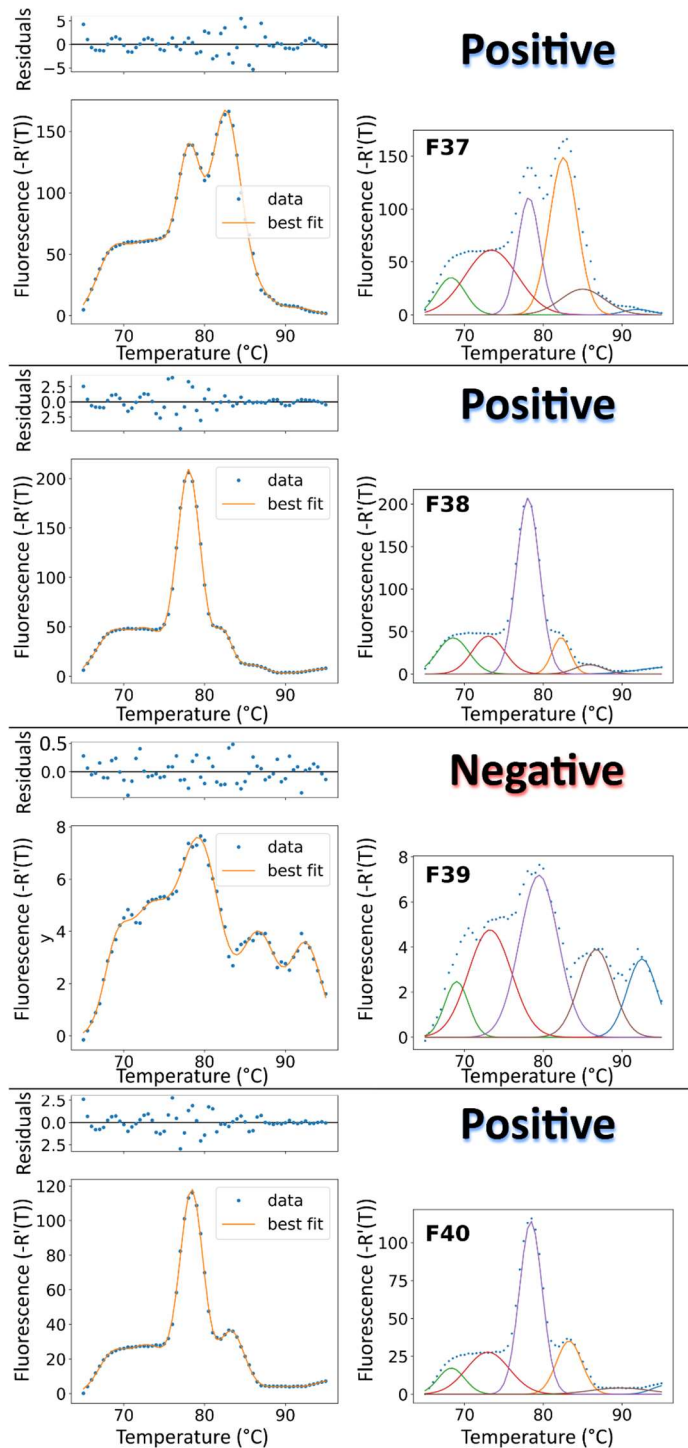 Residuals
5
0
−5
Positive
Fluorescence (-R'(T))
150
100
50
0
data
best fit
70
80
90
Temperature (°C)
F37
Fluorescence (-R'(T))
150
100
50
0
70
80
90
Temperature (°C)
Residuals
2.5
0.0
2.5
Positive
Fluorescence (-R'(T))
200
150
100
50
0
data
best fit
70
80
90
Temperature (°C)
F38
Fluorescence (-R'(T))
200
150
100
50
0
70
80
90
Temperature (°C)
Residuals
0.5
0.0
Negative
Fluorescence (-R'(T))
y
8
6
4
2
0
data
best fit
70
80
90
Temperature (°C)
F39
Fluorescence (-R'(T))
8
6
4
2
0
70
80
90
Temperature (°C)
Residuals
2.5
0.0
2.5
Positive
Fluorescence (-R'(T))
120
100
80
60
40
20
0
data
best fit
70
80
90
Temperature (°C)
F40
Fluorescence (-R'(T))
100
75
50
25
0
70
80
90
Temperature (°C)